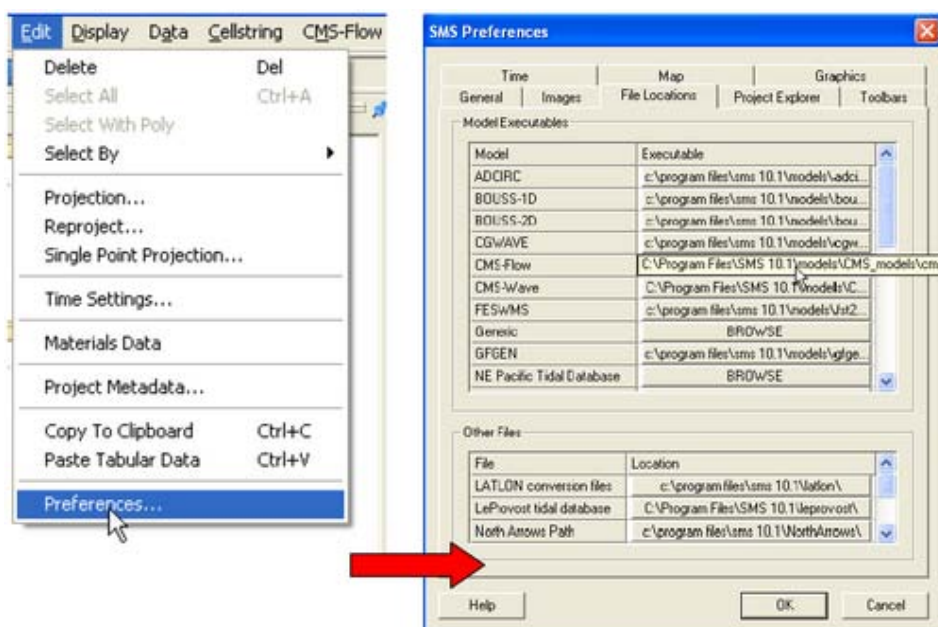 Edit Display Data Cellstring CMS-Flow
Delete Del
Select All Ctrl+A
Select With Poly
Select By
Projection...
Reproject...
Single Point Projection...
Time Settings...
Materials Data
Project Metadata...
Copy To Clipboard Ctrl+C
Paste Tabular Data Ctrl+V
Preferences...
SMS Preferences
Time Map Graphics
General Images File Locations Project Explorer Toolbars
Model Executables
Model Executable
ADCIRC c:\program files\sms 10.1\models\adci...
BOUSS-1D c:\program files\sms 10.1\models\bou...
BOUSS-2D c:\program files\sms 10.1\models\bou...
CGWAVE c:\program files\sms 10.1\models\cgw...
CMS-Flow C:\Program Files\SMS 10.1\models\CMS_models\cm
CMS-Wave C:\Program Files\SMS 10.1\models\C...
FESWMS c:\program files\sms 10.1\models\fst2...
Generic BROWSE
GFGEN c:\program files\sms 10.1\models\gfge...
NE Pacific Tidal Database BROWSE
Other Files
File Location
LATLON conversion files c:\program files\sms 10.1\latlon\
LeProvost tidal database C:\Program Files\SMS 10.1\leprovost\
North Arrows Path c:\program files\sms 10.1\NorthArrows\
Help OK Cancel